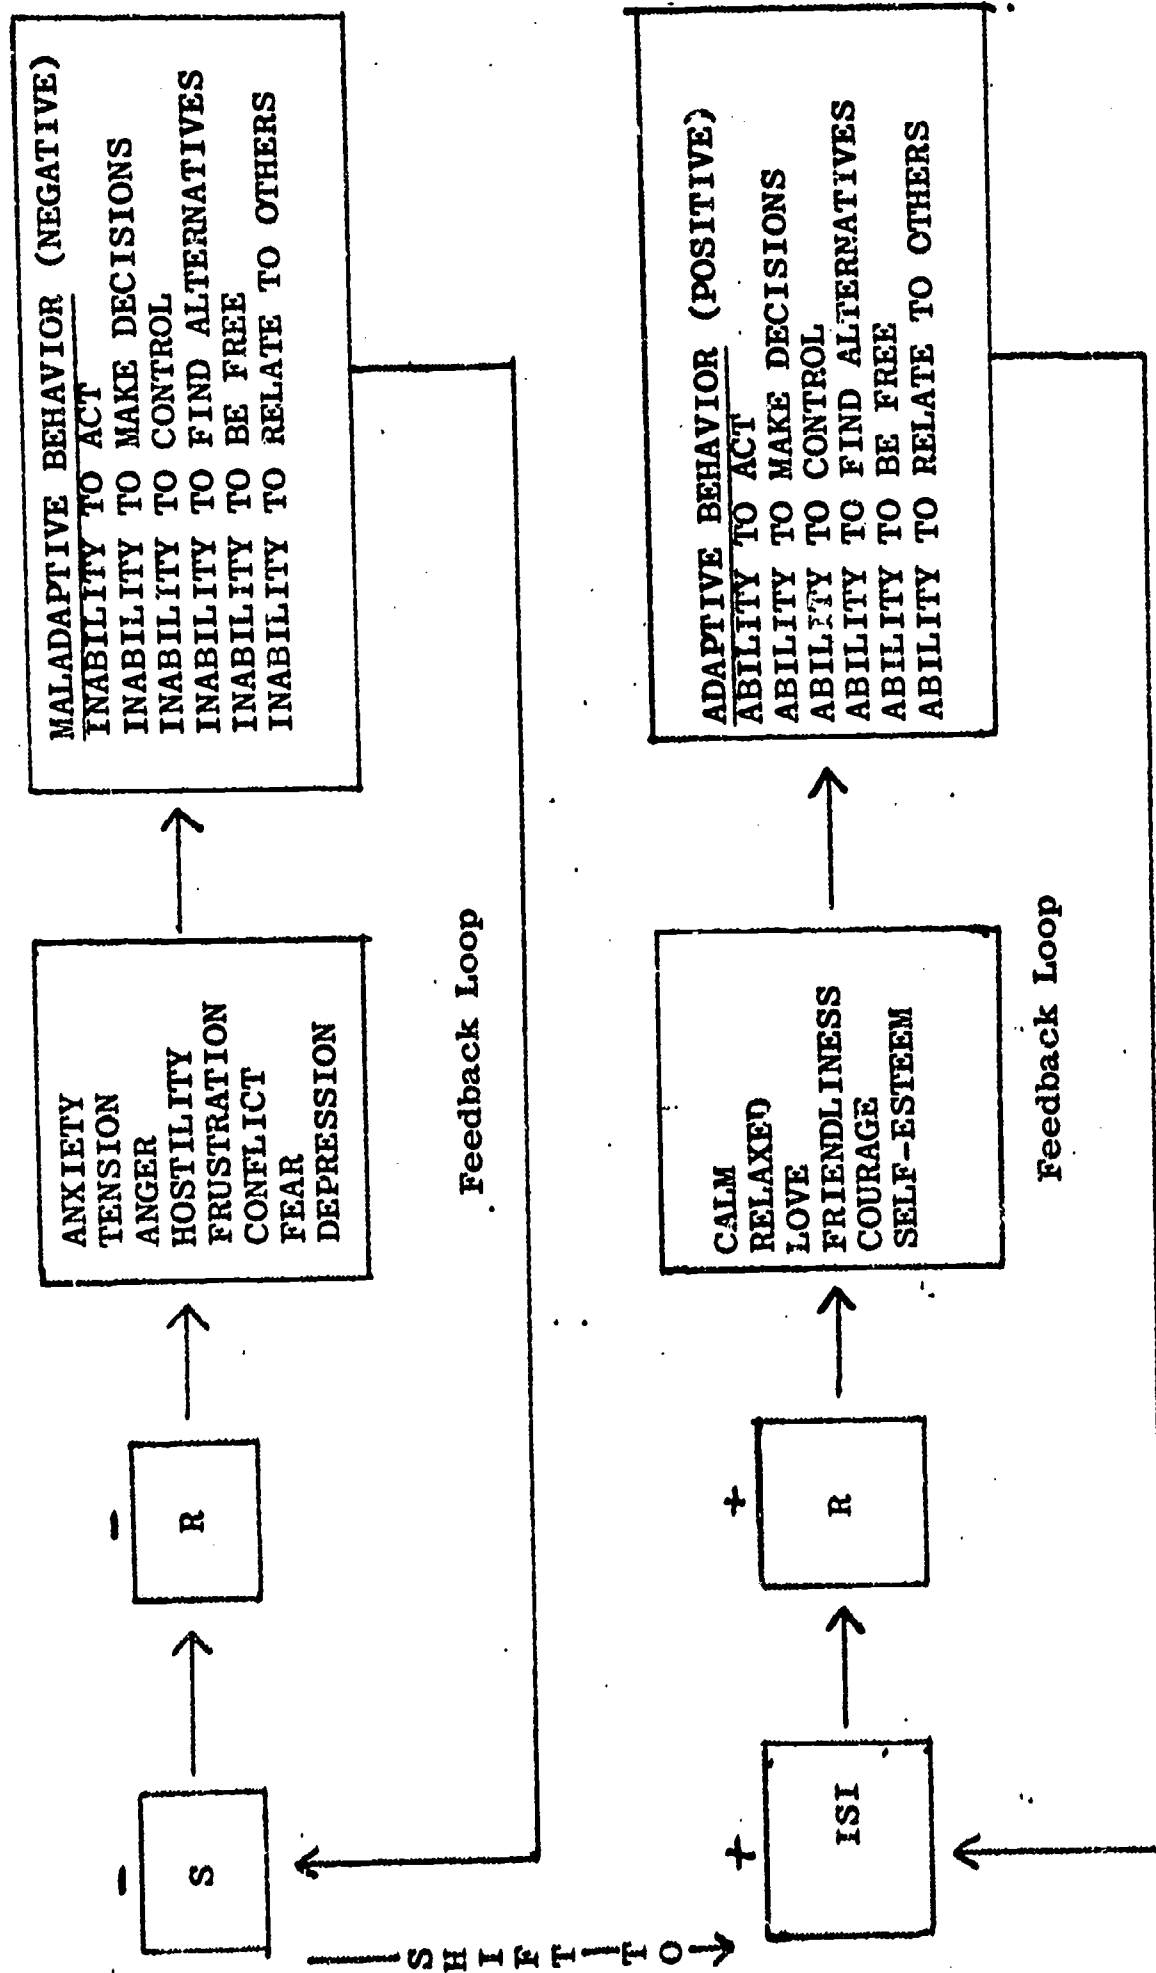 -
S
-
R
ANXIETY
TENSION
ANGER
HOSTILITY
FRUSTRATION
CONFLICT
FEAR
DEPRESSION
MALADAPTIVE BEHAVIOR (NEGATIVE)
INABILITY TO ACT
INABILITY TO MAKE DECISIONS
INABILITY TO CONTROL
INABILITY TO FIND ALTERNATIVES
INABILITY TO BE FREE
INABILITY TO RELATE TO OTHERS
Feedback Loop
SHIFT TO
+
ISI
+
R
CALM
RELAXED
LOVE
FRIENDLINESS
COURAGE
SELF-ESTEEM
ADAPTIVE BEHAVIOR (POSITIVE)
ABILITY TO ACT
ABILITY TO MAKE DECISIONS
ABILITY TO CONTROL
ABILITY TO FIND ALTERNATIVES
ABILITY TO BE FREE
ABILITY TO RELATE TO OTHERS
Feedback Loop